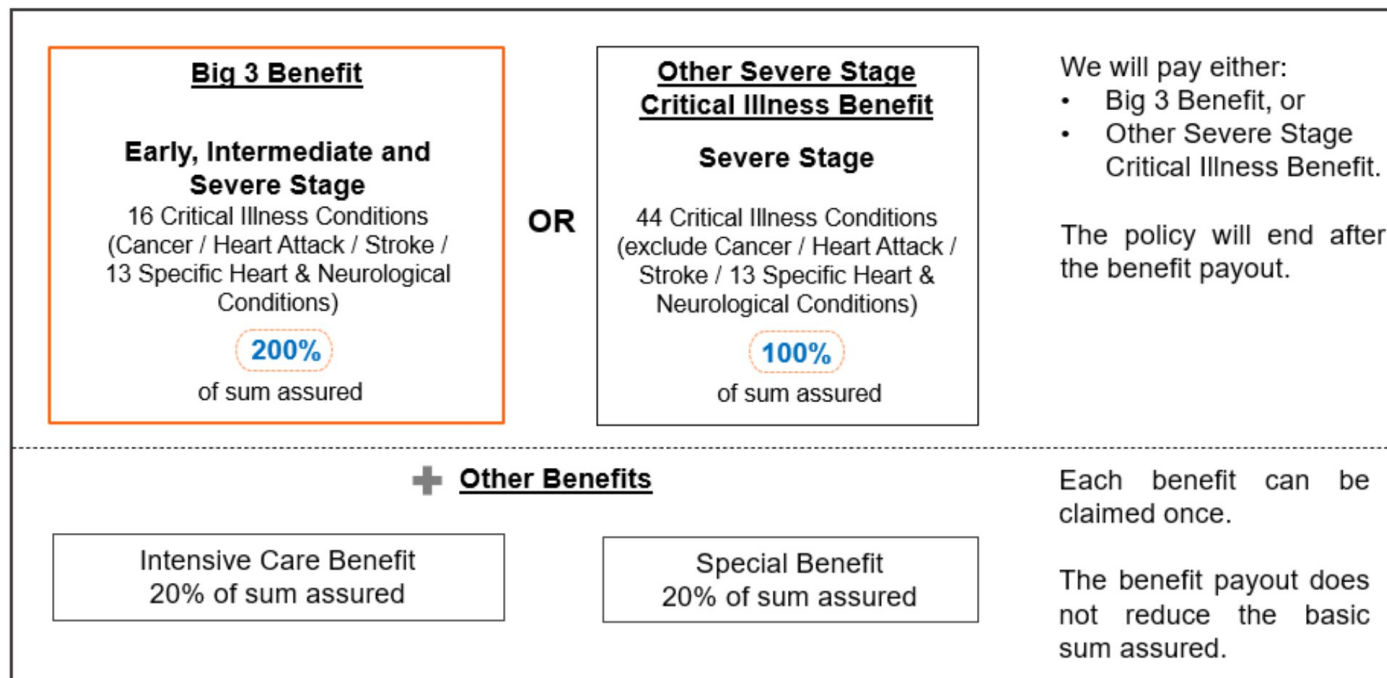 Big 3 Benefit
Early, Intermediate and
Severe Stage
16 Critical Illness Conditions
(Cancer / Heart Attack / Stroke /
13 Specific Heart & Neurological
Conditions)
200%
of sum assured
OR
Other Severe Stage
Critical Illness Benefit
Severe Stage
44 Critical Illness Conditions
(exclude Cancer / Heart Attack /
Stroke / 13 Specific Heart &
Neurological Conditions)
100%
of sum assured
We will pay either:
• Big 3 Benefit, or
• Other Severe Stage
Critical Illness Benefit.
The policy will end after
the benefit payout.
Other Benefits
Intensive Care Benefit
20% of sum assured
Special Benefit
20% of sum assured
Each benefit can be
claimed once.
The benefit payout does
not reduce the basic
sum assured.